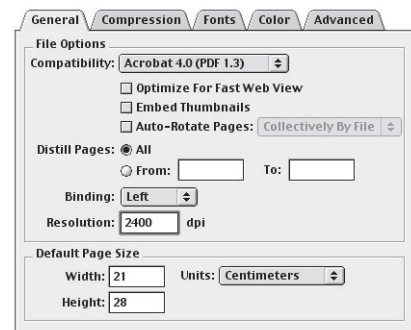 General Compression Fonts Color Advanced
File Options
Compatibility: Acrobat 4.0 (PDF 1.3)
Optimize For Fast Web View
Embed Thumbnails
Auto-Rotate Pages: Collectively By File
Distill Pages: All
From: To:
Binding: Left
Resolution: 2400 dpi
Default Page Size
Width: 21 Units: Centimeters
Height: 28